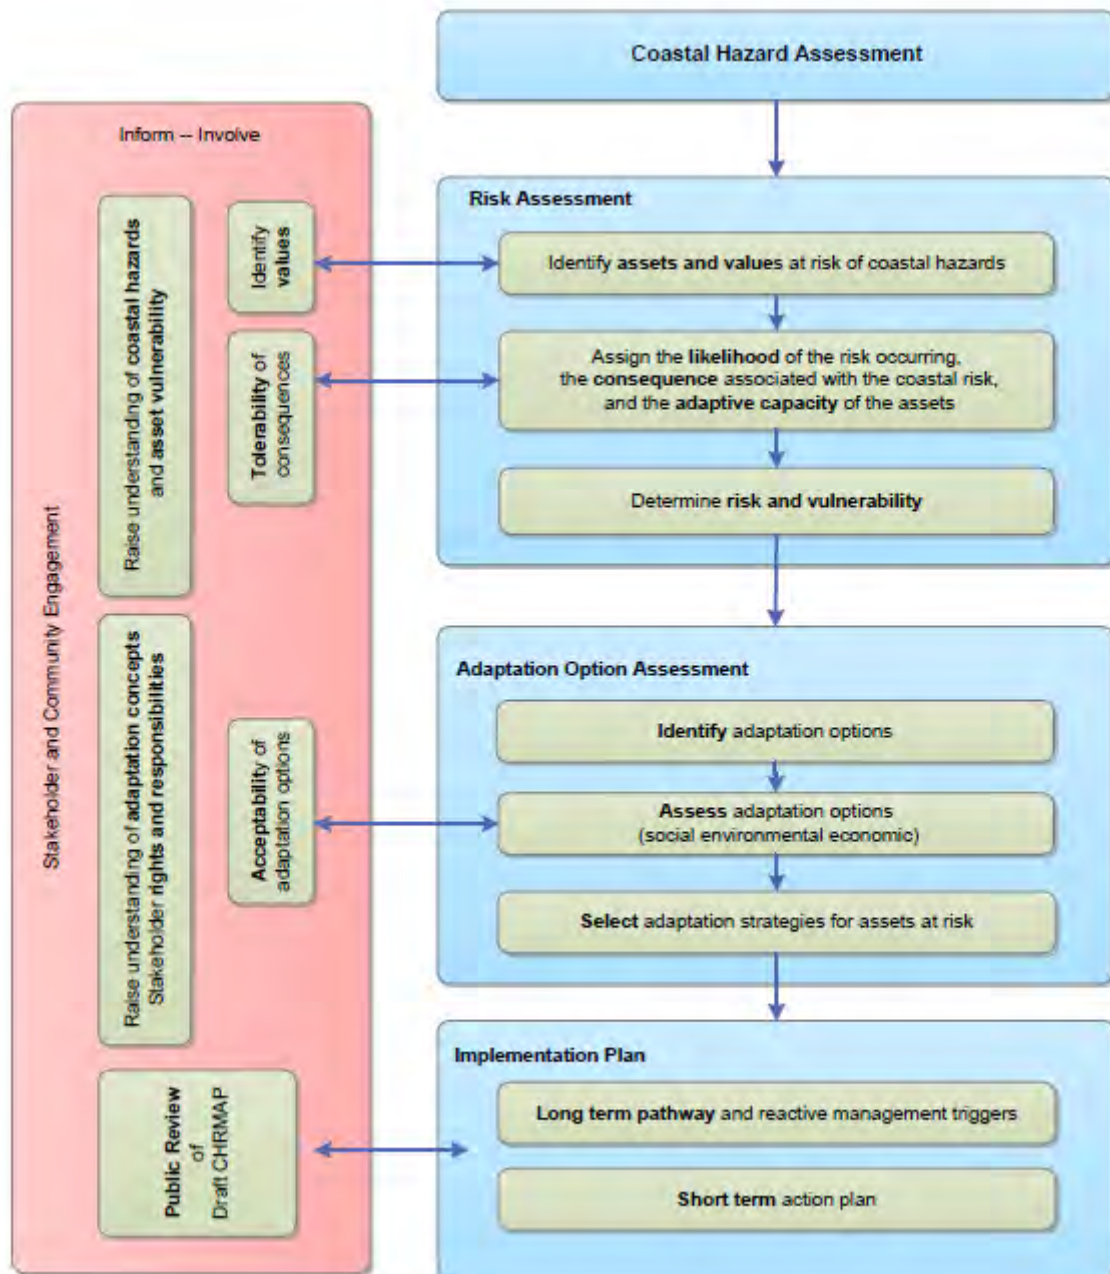 Coastal Hazard Assessment
Inform -- Involve
Stakeholder and Community Engagement
Raise understanding of coastal hazards
and asset vulnerability
Identify
values
Tolerability of
consequences
Raise understanding of adaptation concepts
Stakeholder rights and responsibilities
Acceptability of
adaptation options
Public Review
of
Draft CHRMAP
Risk Assessment
Identify assets and values at risk of coastal hazards
Assign the likelihood of the risk occurring,
the consequence associated with the coastal risk,
and the adaptive capacity of the assets
Determine risk and vulnerability
Adaptation Option Assessment
Identify adaptation options
Assess adaptation options
(social environmental economic)
Select adaptation strategies for assets at risk
Implementation Plan
Long term pathway and reactive management triggers
Short term action plan